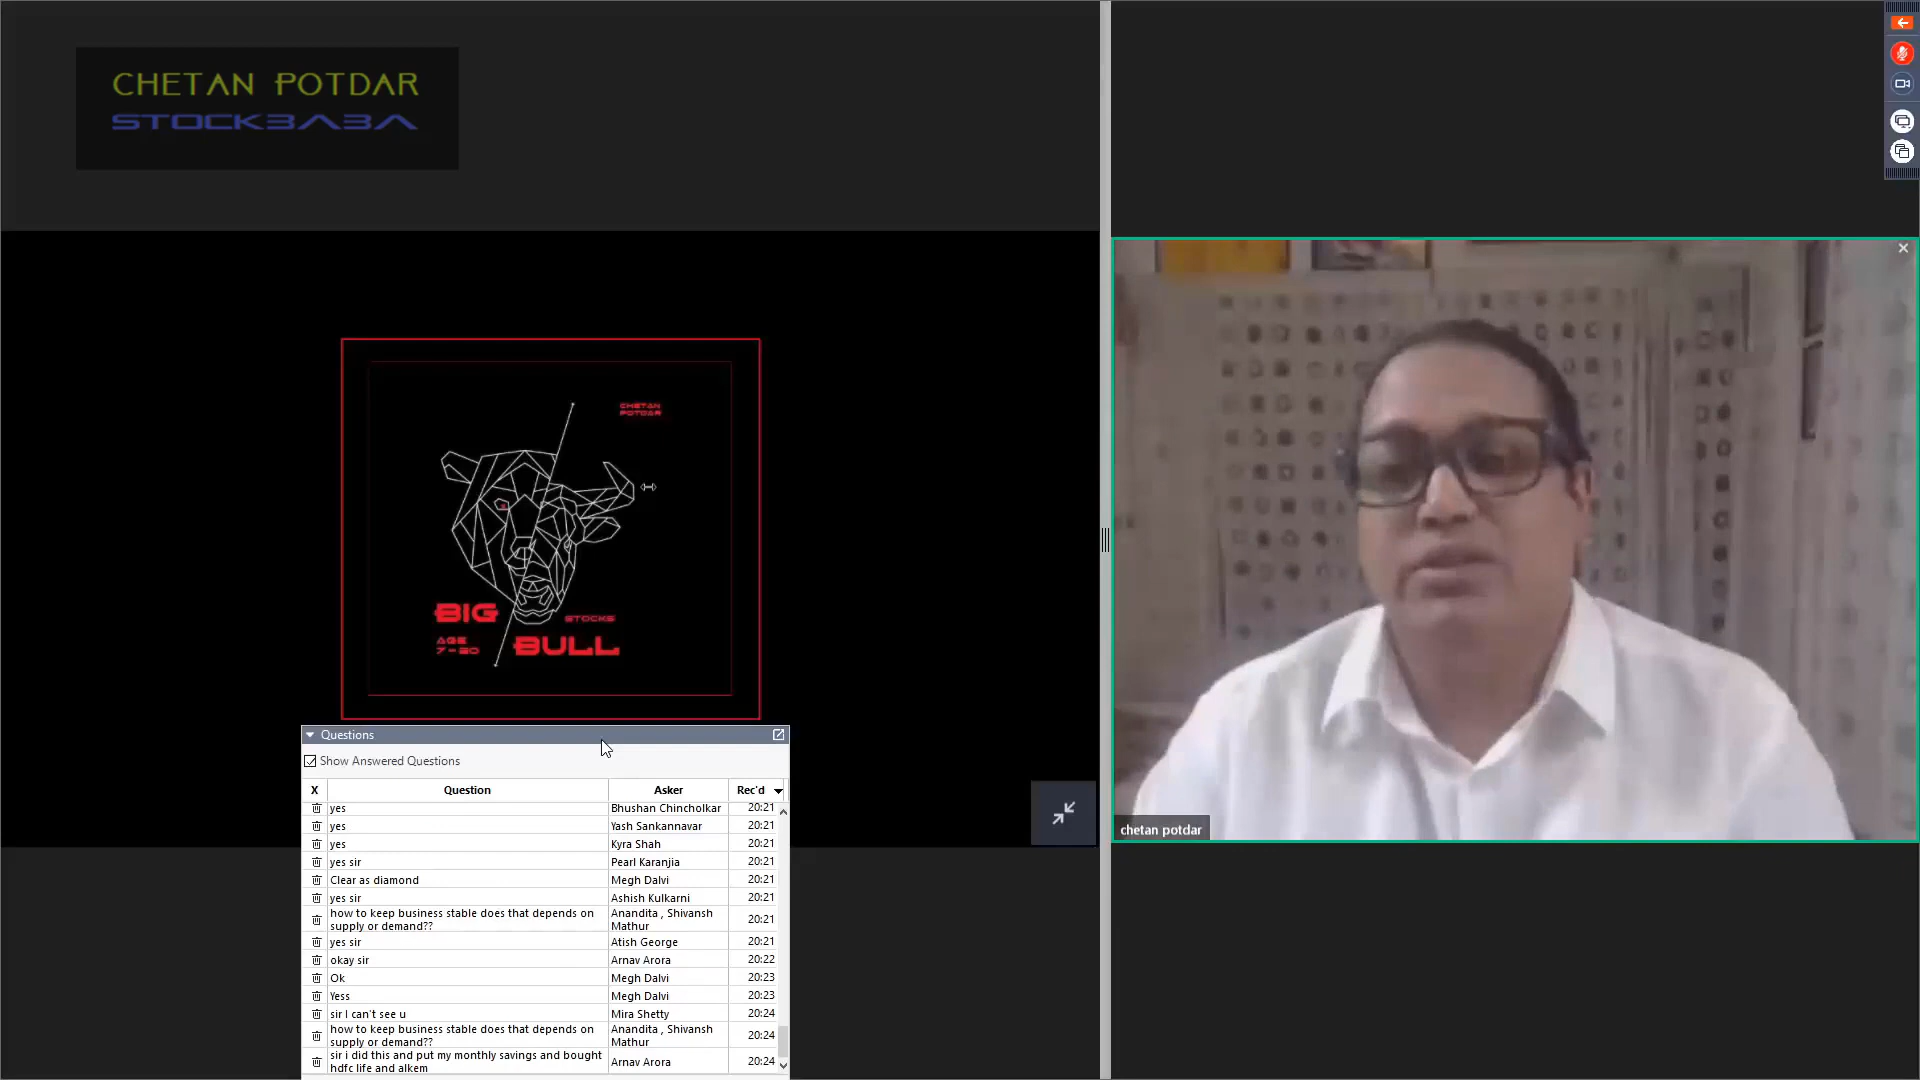 CHETAN POTDAR
STOCKBABA
CHETAN
POTDAR
BIG
STOCKS
AGE
7-20
BULL
Questions
Show Answered Questions
X Question Asker Rec'd
yes Bhushan Chincholkar 20:21
yes Yash Sankannavar 20:21
yes Kyra Shah 20:21
yes sir Pearl Karanjia 20:21
Clear as diamond Megh Dalvi 20:21
yes sir Ashish Kulkarni 20:21
how to keep business stable does that depends on Anandita , Shivansh 20:21
supply or demand?? Mathur
yes sir Atish George 20:21
okay sir Arnav Arora 20:22
Ok Megh Dalvi 20:23
Yess Megh Dalvi 20:23
sir I can't see u Mira Shetty 20:24
how to keep business stable does that depends on Anandita , Shivansh 20:24
supply or demand?? Mathur
sir i did this and put my monthly savings and bought Arnav Arora 20:24
hdfc life and alkem
chetan potdar